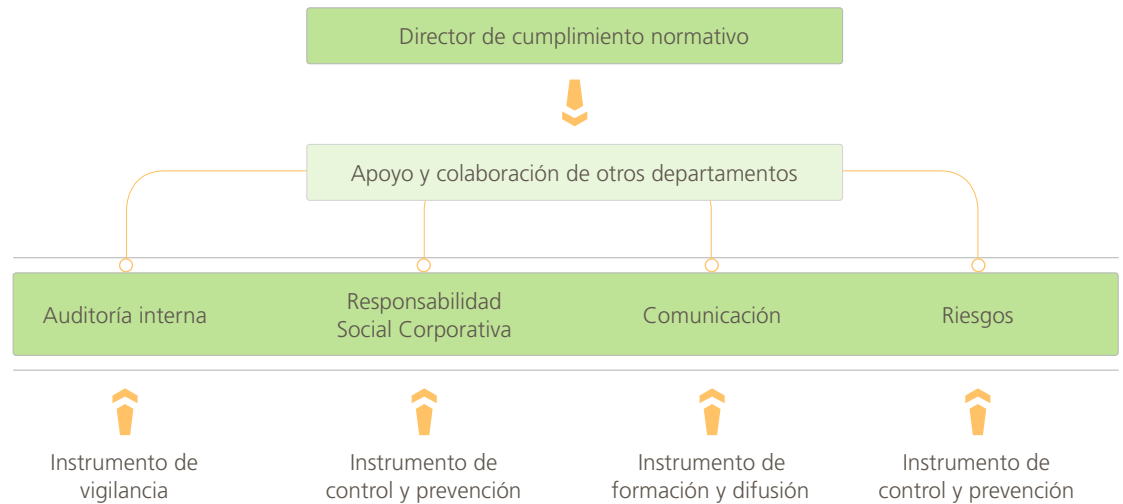 Director de cumplimiento normativo
Apoyo y colaboración de otros departamentos
Auditoría interna
Responsabilidad
Social Corporativa
Comunicación
Riesgos
Instrumento de
vigilancia
Instrumento de
control y prevención
Instrumento de
formación y difusión
Instrumento de
control y prevención